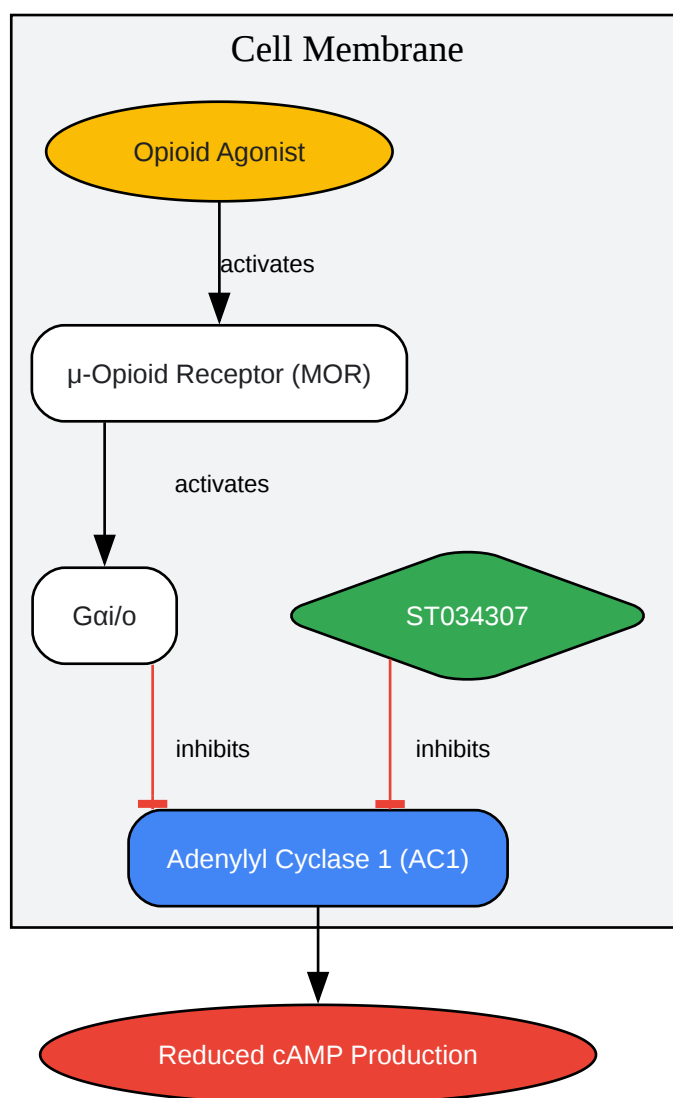 Cell Membrane
Opioid Agonist
activates
μ-Opioid Receptor (MOR)
activates
Gαi/o
ST034307
inhibits
inhibits
Adenylyl Cyclase 1 (AC1)
Reduced cAMP Production